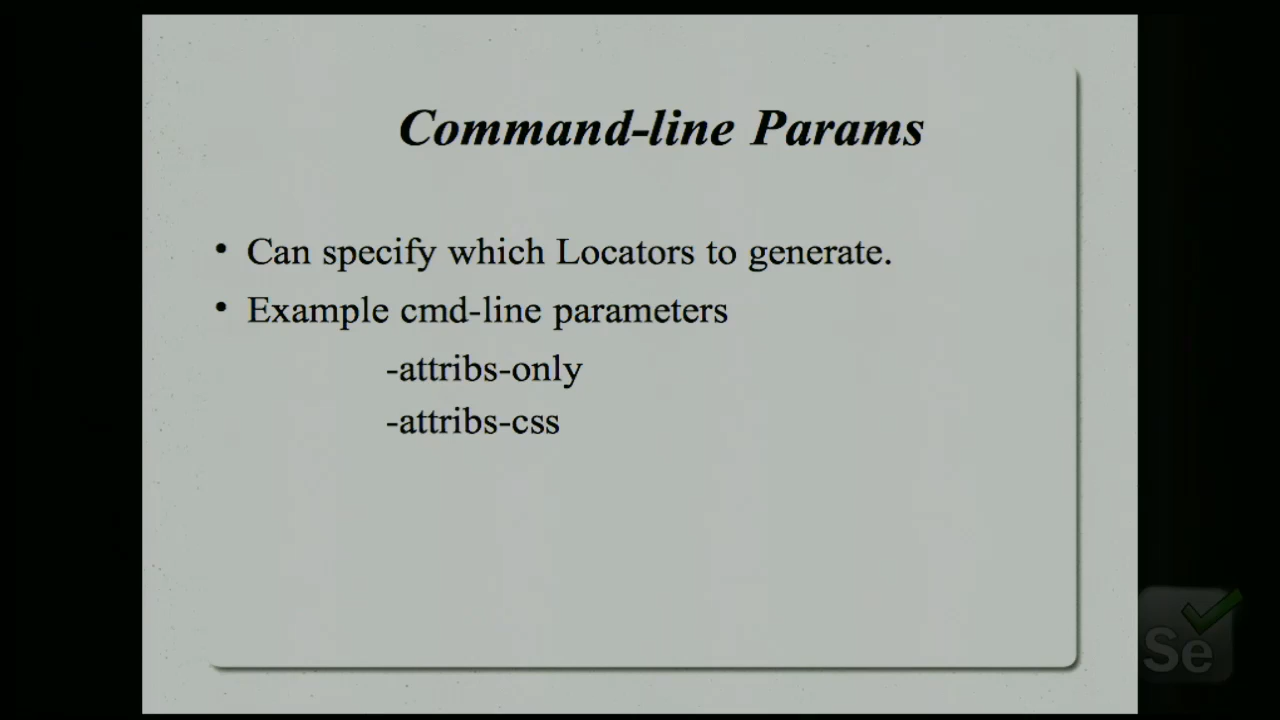 Command-line Params
• Can specify which Locators to generate.
• Example cmd-line parameters
-attribs-only
-attribs-css
Se